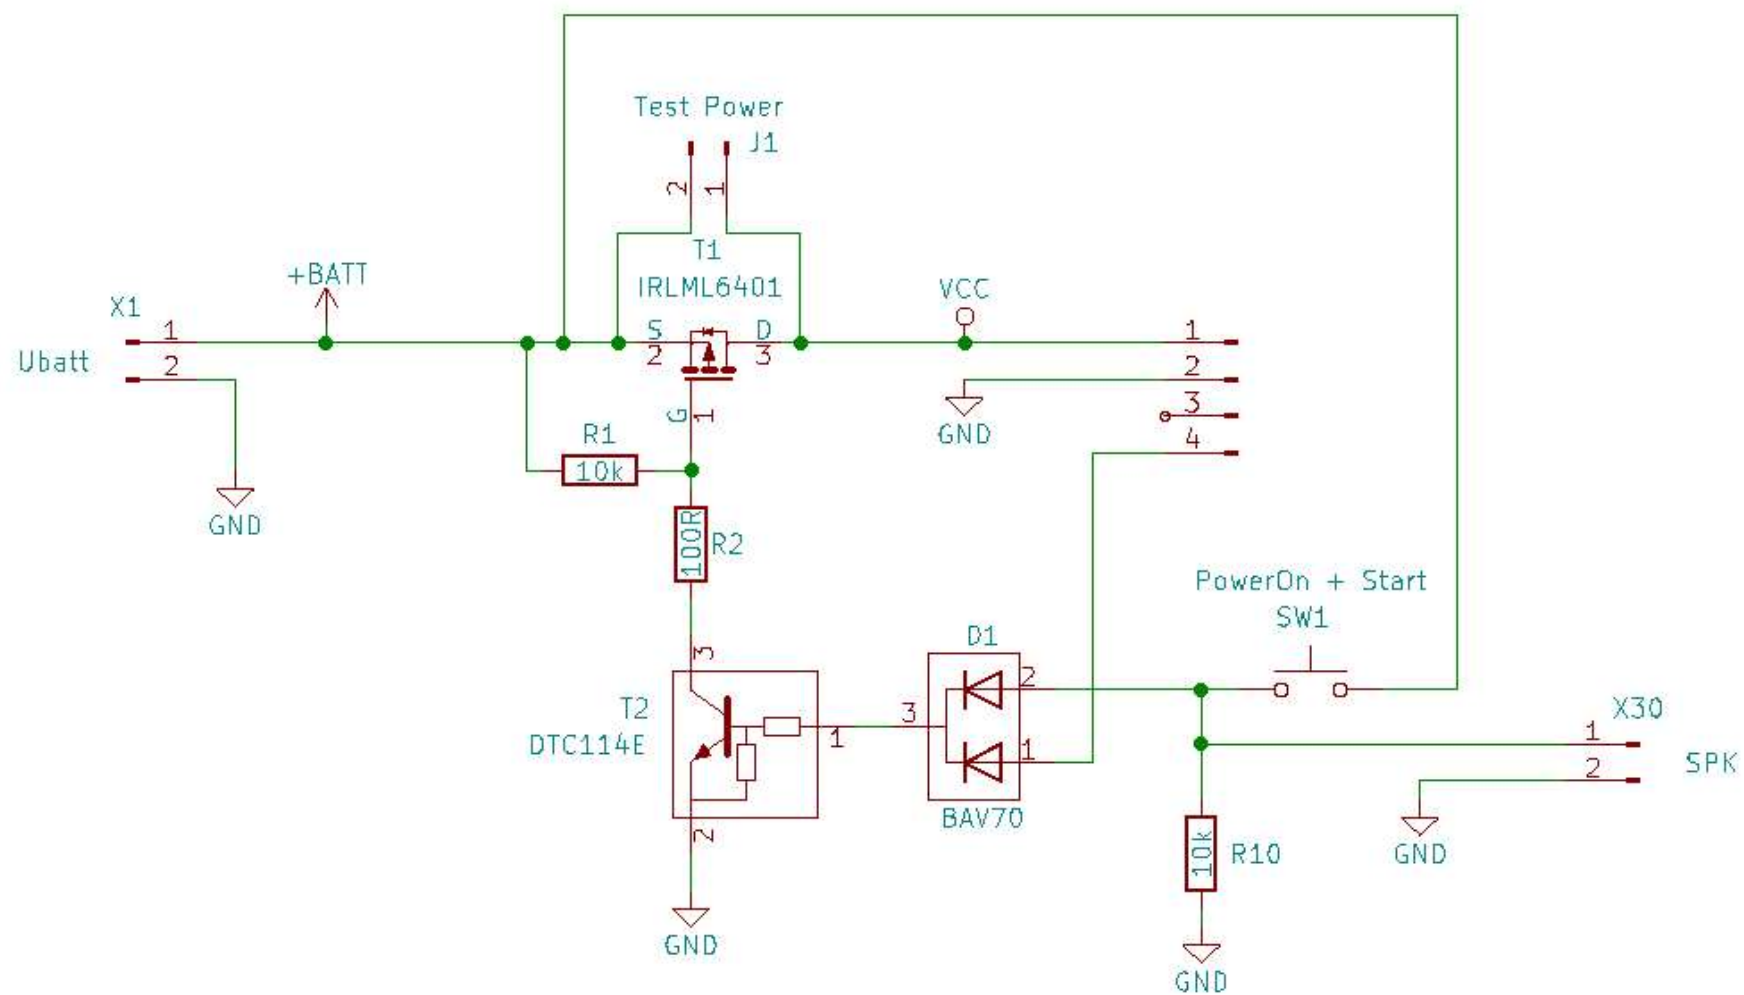 Test Power
J1
2
1
T1
IRLML6401
+BATT
VCC
X1
Ubatt
1
2
S
2
D
3
G
1
1
2
3
4
GND
GND
R1
10k
100R
R2
PowerOn + Start
SW1
D1
3
2
1
3
T2
DTC114E
1
2
BAV70
X30
1
2
SPK
10k
R10
GND
GND
GND